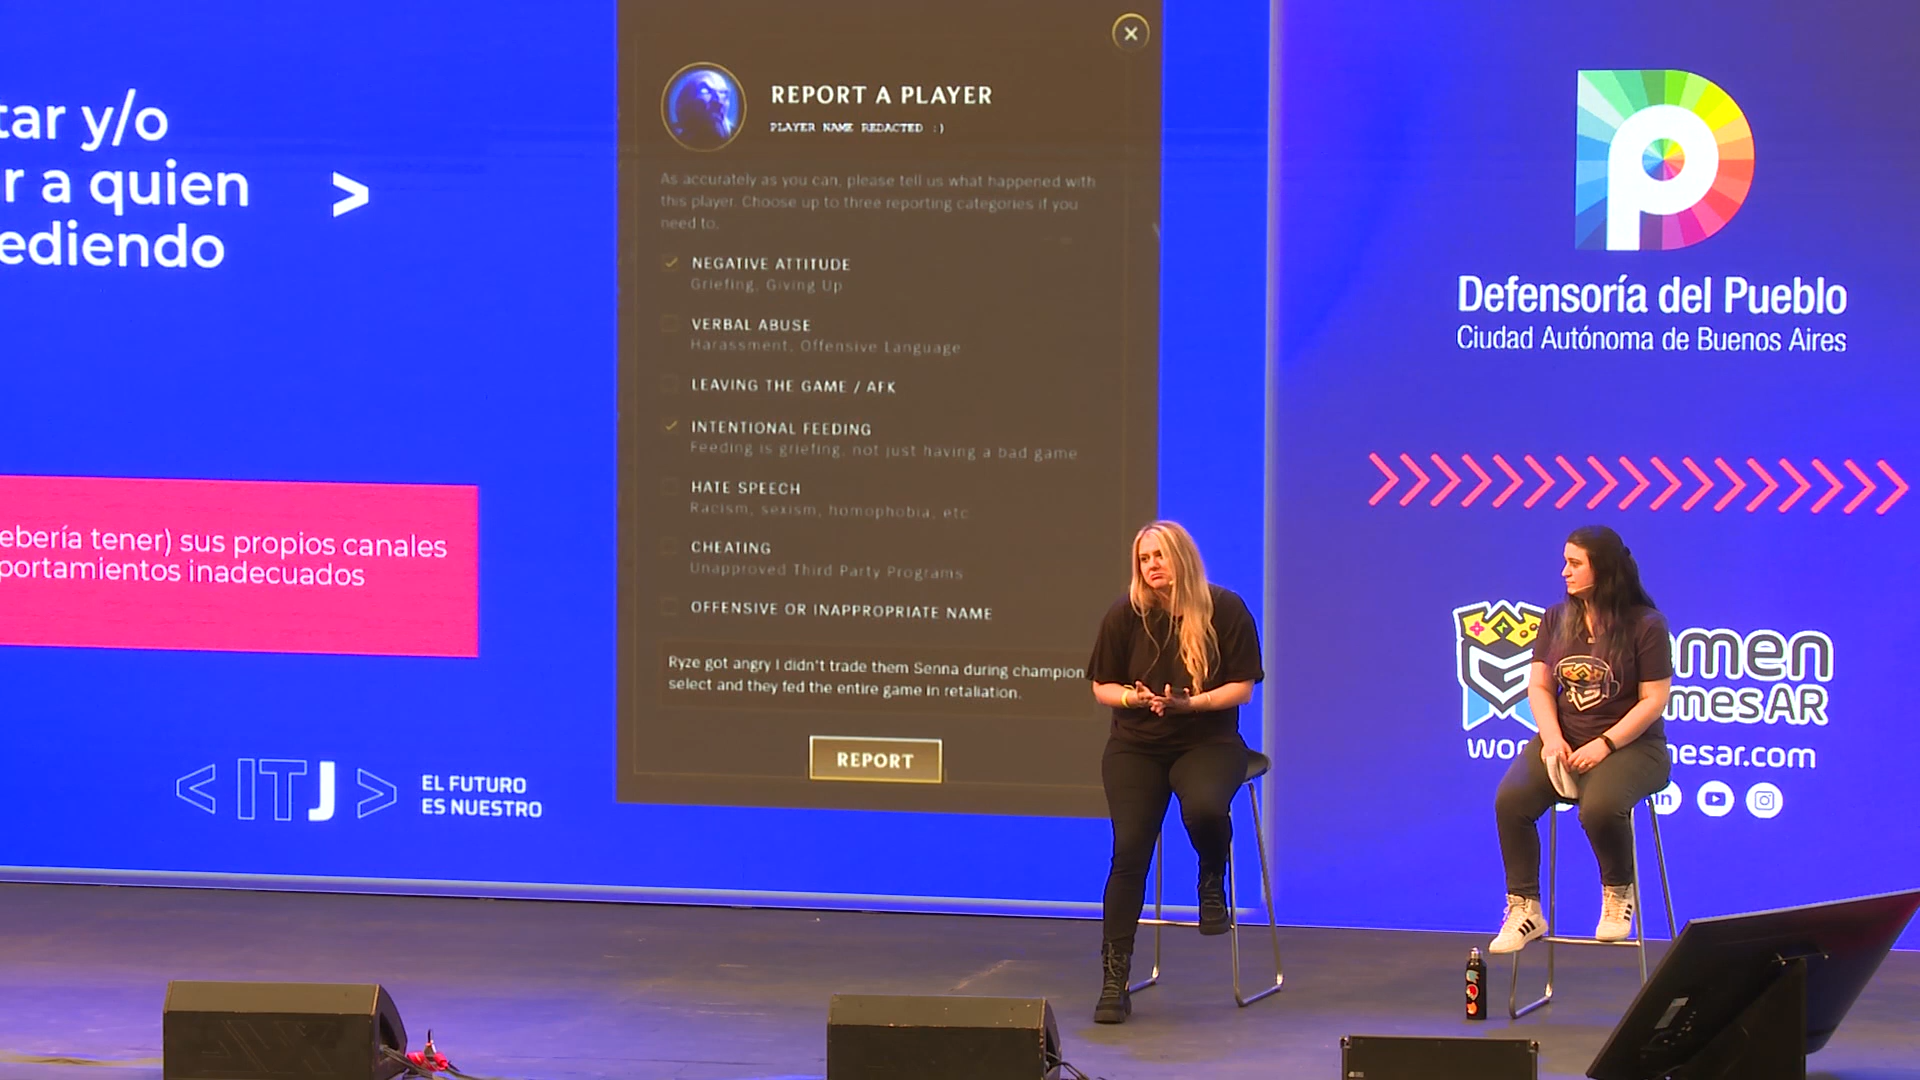 tar y/o
r a quien
ediendo
>
ebería tener) sus propios canales
portamientos inadecuados
<ITJ>
EL FUTURO
ES NUESTRO
REPORT A PLAYER
PLAYER NAME REDACTED :)
As accurately as you can, please tell us what happened with
this player. Choose up to three reporting categories if you
need to.
NEGATIVE ATTITUDE
Griefing, Giving Up
VERBAL ABUSE
Harassment, Offensive Language
LEAVING THE GAME / AFK
INTENTIONAL FEEDING
Feeding is griefing, not just having a bad game
HATE SPEECH
Racism, sexism, homophobia, etc.
CHEATING
Unapproved Third Party Programs
OFFENSIVE OR INAPPROPRIATE NAME
Ryze got angry I didn't trade them Senna during champion
select and they fed the entire game in retaliation.
REPORT
Defensoría del Pueblo
Ciudad Autónoma de Buenos Aires
omen
mesAR
wo
nesar.com
in